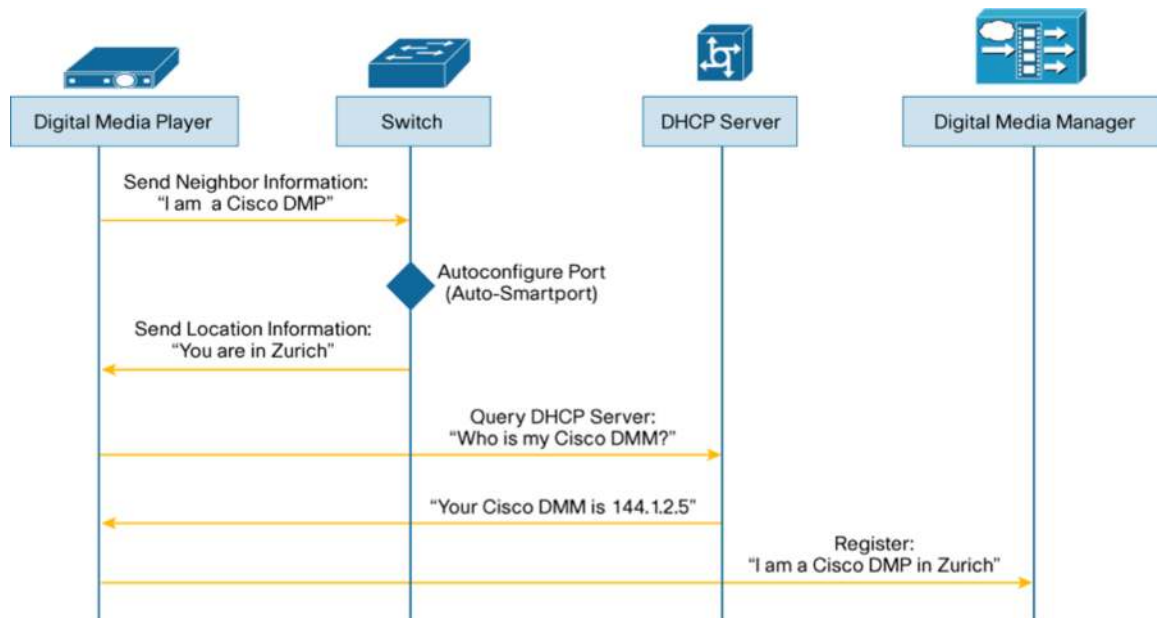 Digital Media Player
Switch
DHCP Server
Digital Media Manager
Send Neighbor Information:
“I am a Cisco DMP”
Autoconfigure Port
(Auto-Smartport)
Send Location Information:
“You are in Zurich”
Query DHCP Server:
“Who is my Cisco DMM?”
“Your Cisco DMM is 144.1.2.5”
Register:
“I am a Cisco DMP in Zurich”